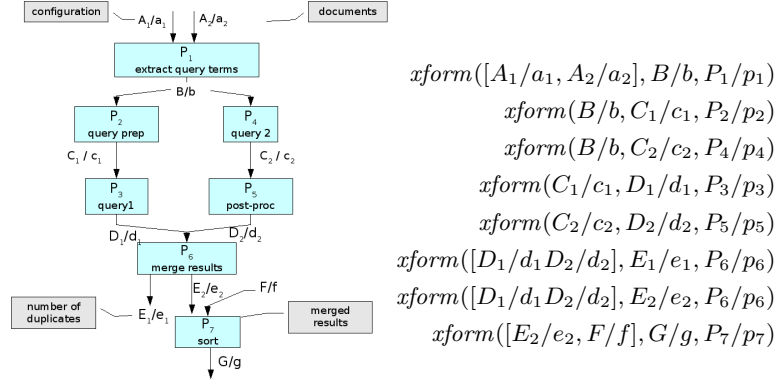 configuration
documents
A₁/a₁
A₂/a₂
P₁
extract query terms
B/b
P₂
query prep
P₄
query 2
C₁ / c₁
C₂ / c₂
P₃
query1
P₅
post-proc
D₁/d₁
D₂/d₂
P₆
merge results
E₂/e₂
F/f
number of
duplicates
E₁/e₁
P₇
sort
merged
results
G/g
xform([A₁/a₁, A₂/a₂], B/b, P₁/p₁)
xform(B/b, C₁/c₁, P₂/p₂)
xform(B/b, C₂/c₂, P₄/p₄)
xform(C₁/c₁, D₁/d₁, P₃/p₃)
xform(C₂/c₂, D₂/d₂, P₅/p₅)
xform([D₁/d₁D₂/d₂], E₁/e₁, P₆/p₆)
xform([D₁/d₁D₂/d₂], E₂/e₂, P₆/p₆)
xform([E₂/e₂, F/f], G/g, P₇/p₇)